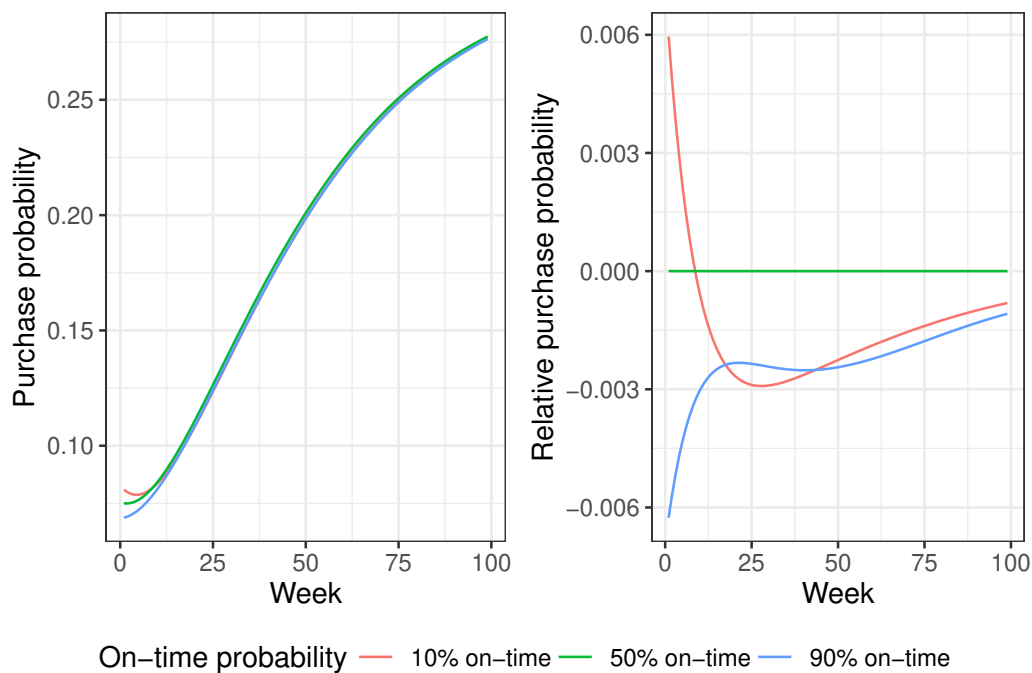 Purchase probability
0.25
0.20
0.15
0.10
0 25 50 75 100
Week
Relative purchase probability
0.006
0.003
0.000
−0.003
−0.006
0 25 50 75 100
Week
On−time probability 10% on−time 50% on−time 90% on−time